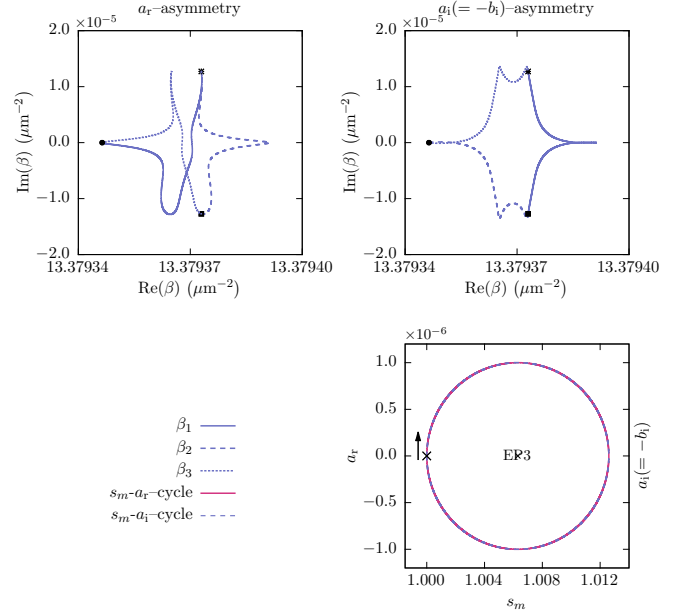 a_r–asymmetry
×10⁻⁵
2.0
1.0
0.0
−1.0
−2.0
Im(β) (μm⁻²)
13.37934 13.37937 13.37940
Re(β) (μm⁻²)
a_i(= −b_i)–asymmetry
×10⁻⁵
2.0
1.0
0.0
−1.0
−2.0
Im(β) (μm⁻²)
13.37934 13.37937 13.37940
Re(β) (μm⁻²)
β₁
β₂
β₃
s_m-a_r–cycle
s_m-a_i–cycle
×10⁻⁶
1.0
0.5
0.0
−0.5
−1.0
a_r
EP3
a_i(= −b_i)
1.000 1.004 1.008 1.012
s_m